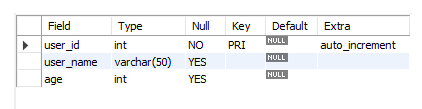 Field Type Null Key Default Extra
user_id int NO PRI NULL auto_increment
user_name varchar(50) YES NULL
age int YES NULL